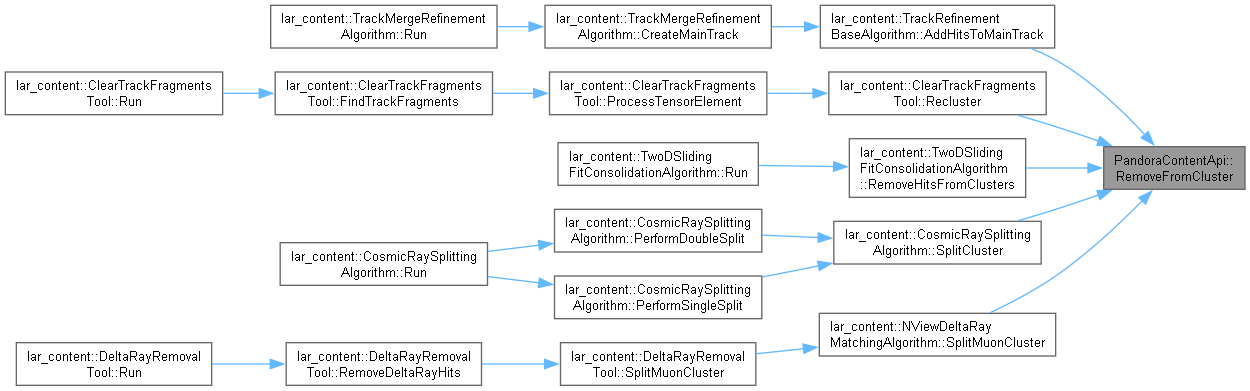 lar_content::TrackMergeRefinement
Algorithm::Run
lar_content::TrackMergeRefinement
Algorithm::CreateMainTrack
lar_content::TrackRefinement
BaseAlgorithm::AddHitsToMainTrack
lar_content::ClearTrackFragments
Tool::Run
lar_content::ClearTrackFragments
Tool::FindTrackFragments
lar_content::ClearTrackFragments
Tool::ProcessTensorElement
lar_content::ClearTrackFragments
Tool::Recluster
lar_content::TwoDSliding
FitConsolidationAlgorithm::Run
lar_content::TwoDSliding
FitConsolidationAlgorithm
::RemoveHitsFromClusters
PandoraContentApi::
RemoveFromCluster
lar_content::CosmicRaySplitting
Algorithm::Run
lar_content::CosmicRaySplitting
Algorithm::PerformDoubleSplit
lar_content::CosmicRaySplitting
Algorithm::PerformSingleSplit
lar_content::CosmicRaySplitting
Algorithm::SplitCluster
lar_content::DeltaRayRemoval
Tool::Run
lar_content::DeltaRayRemoval
Tool::RemoveDeltaRayHits
lar_content::DeltaRayRemoval
Tool::SplitMuonCluster
lar_content::NViewDeltaRay
MatchingAlgorithm::SplitMuonCluster